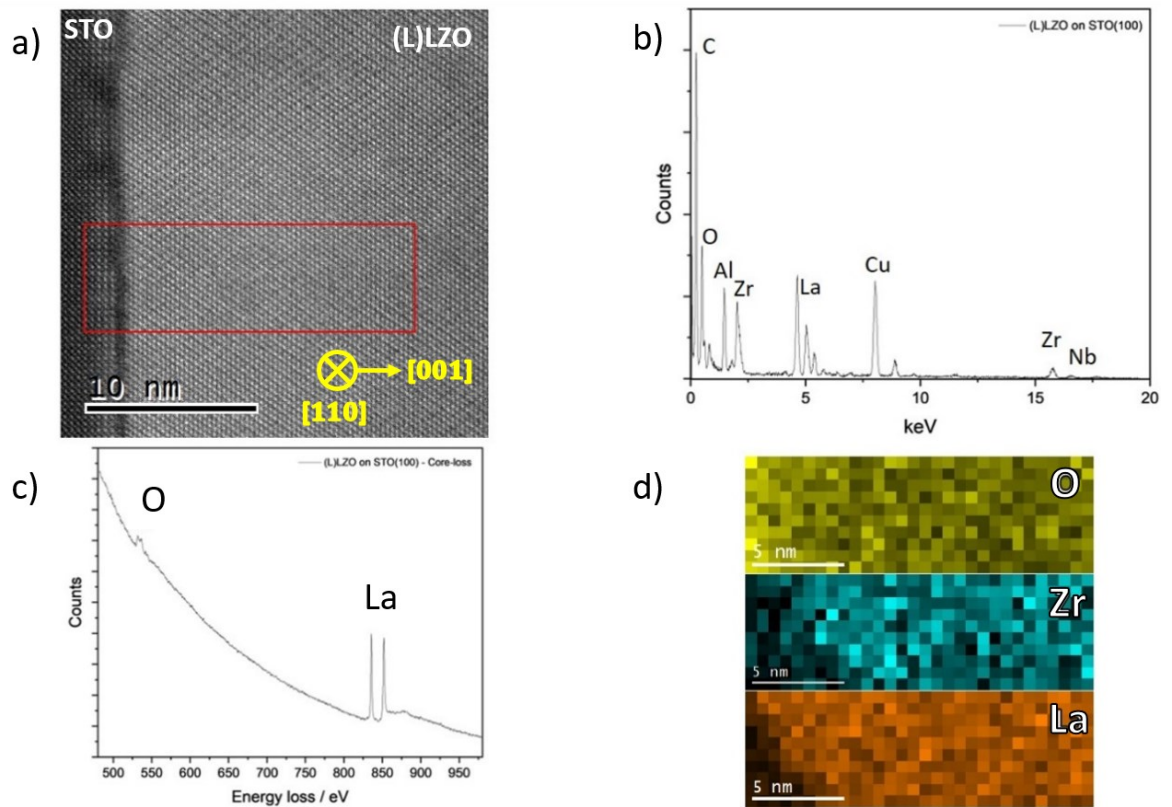 a)
STO
(L)LZO
[001]
[110]
10 nm
b)
(L)LZO on STO(100)
C
O
Al
Zr
La
Cu
Zr
Nb
Counts
0
5
10
15
20
keV
c)
(L)LZO on STO(100) - Core-loss
O
La
Counts
500
550
600
650
700
750
800
850
900
950
Energy loss / eV
d)
O
5 nm
Zr
5 nm
La
5 nm